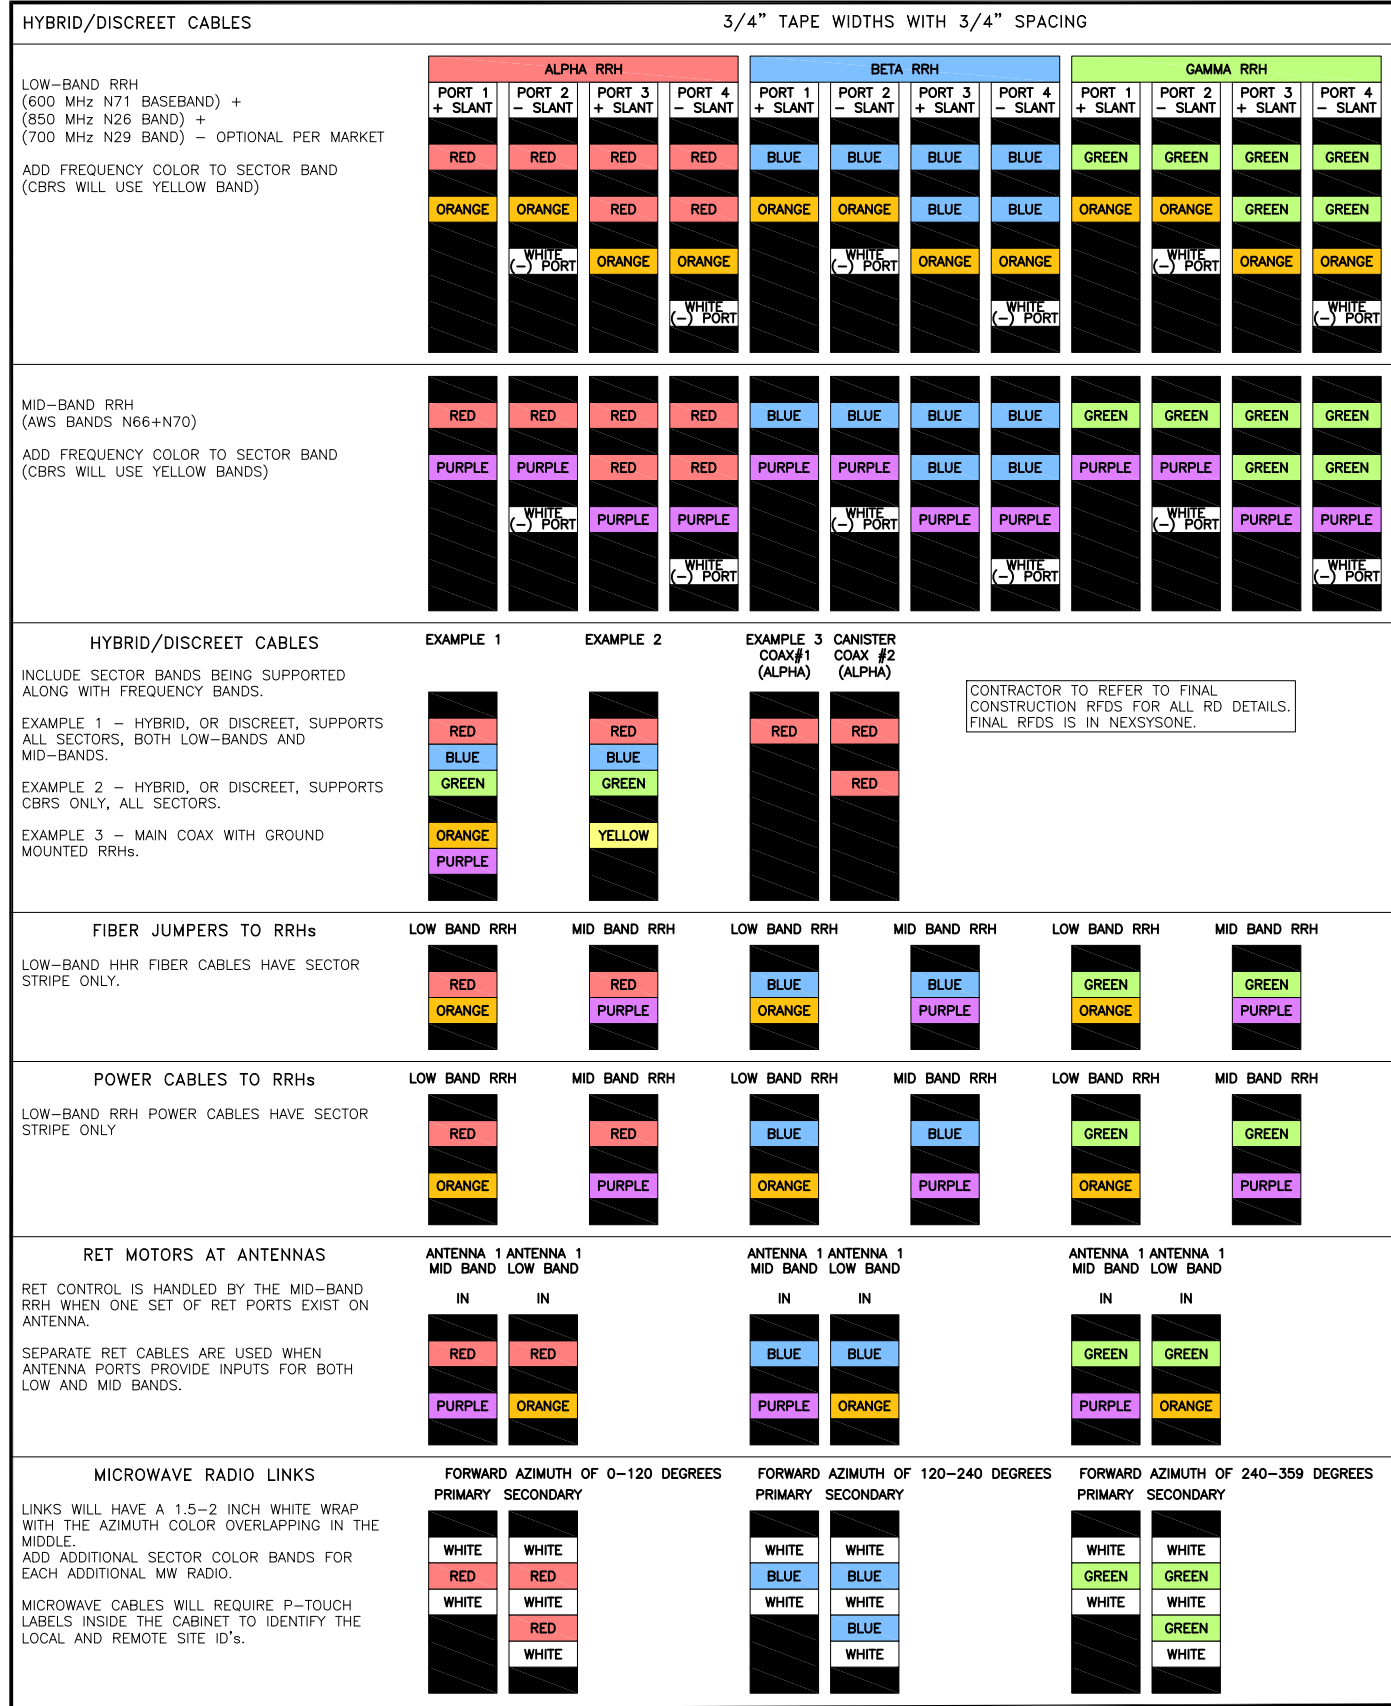 HYBRID/DISCREET CABLES
3/4" TAPE WIDTHS WITH 3/4" SPACING
LOW-BAND RRH
(600 MHz N71 BASEBAND) +
(850 MHz N26 BAND) +
(700 MHz N29 BAND) - OPTIONAL PER MARKET
ADD FREQUENCY COLOR TO SECTOR BAND
(CBRS WILL USE YELLOW BAND)
ALPHA RRH BETA RRH GAMMA RRH
PORT 1 PORT 2 PORT 3 PORT 4 PORT 1 PORT 2 PORT 3 PORT 4 PORT 1 PORT 2 PORT 3 PORT 4
+ SLANT - SLANT + SLANT - SLANT + SLANT - SLANT + SLANT - SLANT + SLANT - SLANT + SLANT - SLANT
RED RED RED RED BLUE BLUE BLUE BLUE GREEN GREEN GREEN GREEN
ORANGE ORANGE RED RED ORANGE ORANGE BLUE BLUE ORANGE ORANGE GREEN GREEN
WHITE ORANGE ORANGE WHITE ORANGE ORANGE WHITE ORANGE ORANGE
(-) PORT (-) PORT (-) PORT
WHITE WHITE WHITE
(-) PORT (-) PORT (-) PORT
MID-BAND RRH
(AWS BANDS N66+N70)
ADD FREQUENCY COLOR TO SECTOR BAND
(CBRS WILL USE YELLOW BANDS)
RED RED RED RED BLUE BLUE BLUE BLUE GREEN GREEN GREEN GREEN
PURPLE PURPLE RED RED PURPLE PURPLE BLUE BLUE PURPLE PURPLE GREEN GREEN
WHITE PURPLE PURPLE WHITE PURPLE PURPLE WHITE PURPLE PURPLE
(-) PORT (-) PORT (-) PORT
WHITE WHITE WHITE
(-) PORT (-) PORT (-) PORT
HYBRID/DISCREET CABLES
INCLUDE SECTOR BANDS BEING SUPPORTED
ALONG WITH FREQUENCY BANDS.
EXAMPLE 1 - HYBRID, OR DISCREET, SUPPORTS
ALL SECTORS, BOTH LOW-BANDS AND
MID-BANDS.
EXAMPLE 2 - HYBRID, OR DISCREET, SUPPORTS
CBRS ONLY, ALL SECTORS.
EXAMPLE 3 - MAIN COAX WITH GROUND
MOUNTED RRHs.
EXAMPLE 1 EXAMPLE 2 EXAMPLE 3 CANISTER
COAX#1 COAX #2
(ALPHA) (ALPHA)
RED RED RED RED
BLUE BLUE
GREEN GREEN RED
ORANGE YELLOW
PURPLE
CONTRACTOR TO REFER TO FINAL
CONSTRUCTION RFDS FOR ALL RD DETAILS.
FINAL RFDS IS IN NEXSYSONE.
FIBER JUMPERS TO RRHs
LOW-BAND HHR FIBER CABLES HAVE SECTOR
STRIPE ONLY.
LOW BAND RRH MID BAND RRH LOW BAND RRH MID BAND RRH LOW BAND RRH MID BAND RRH
RED RED BLUE BLUE GREEN GREEN
ORANGE PURPLE ORANGE PURPLE ORANGE PURPLE
POWER CABLES TO RRHs
LOW-BAND RRH POWER CABLES HAVE SECTOR
STRIPE ONLY
LOW BAND RRH MID BAND RRH LOW BAND RRH MID BAND RRH LOW BAND RRH MID BAND RRH
RED RED BLUE BLUE GREEN GREEN
ORANGE PURPLE ORANGE PURPLE ORANGE PURPLE
RET MOTORS AT ANTENNAS
RET CONTROL IS HANDLED BY THE MID-BAND
RRH WHEN ONE SET OF RET PORTS EXIST ON
ANTENNA.
SEPARATE RET CABLES ARE USED WHEN
ANTENNA PORTS PROVIDE INPUTS FOR BOTH
LOW AND MID BANDS.
ANTENNA 1 ANTENNA 1 ANTENNA 1 ANTENNA 1 ANTENNA 1 ANTENNA 1
MID BAND LOW BAND MID BAND LOW BAND MID BAND LOW BAND
IN IN IN IN IN IN
RED RED BLUE BLUE GREEN GREEN
PURPLE ORANGE PURPLE ORANGE PURPLE ORANGE
MICROWAVE RADIO LINKS
LINKS WILL HAVE A 1.5-2 INCH WHITE WRAP
WITH THE AZIMUTH COLOR OVERLAPPING IN THE
MIDDLE.
ADD ADDITIONAL SECTOR COLOR BANDS FOR
EACH ADDITIONAL MW RADIO.
MICROWAVE CABLES WILL REQUIRE P-TOUCH
LABELS INSIDE THE CABINET TO IDENTIFY THE
LOCAL AND REMOTE SITE ID's.
FORWARD AZIMUTH OF 0-120 DEGREES FORWARD AZIMUTH OF 120-240 DEGREES FORWARD AZIMUTH OF 240-359 DEGREES
PRIMARY SECONDARY PRIMARY SECONDARY PRIMARY SECONDARY
WHITE WHITE WHITE WHITE WHITE WHITE
RED RED BLUE BLUE GREEN GREEN
WHITE WHITE WHITE WHITE WHITE WHITE
RED BLUE GREEN
WHITE WHITE WHITE